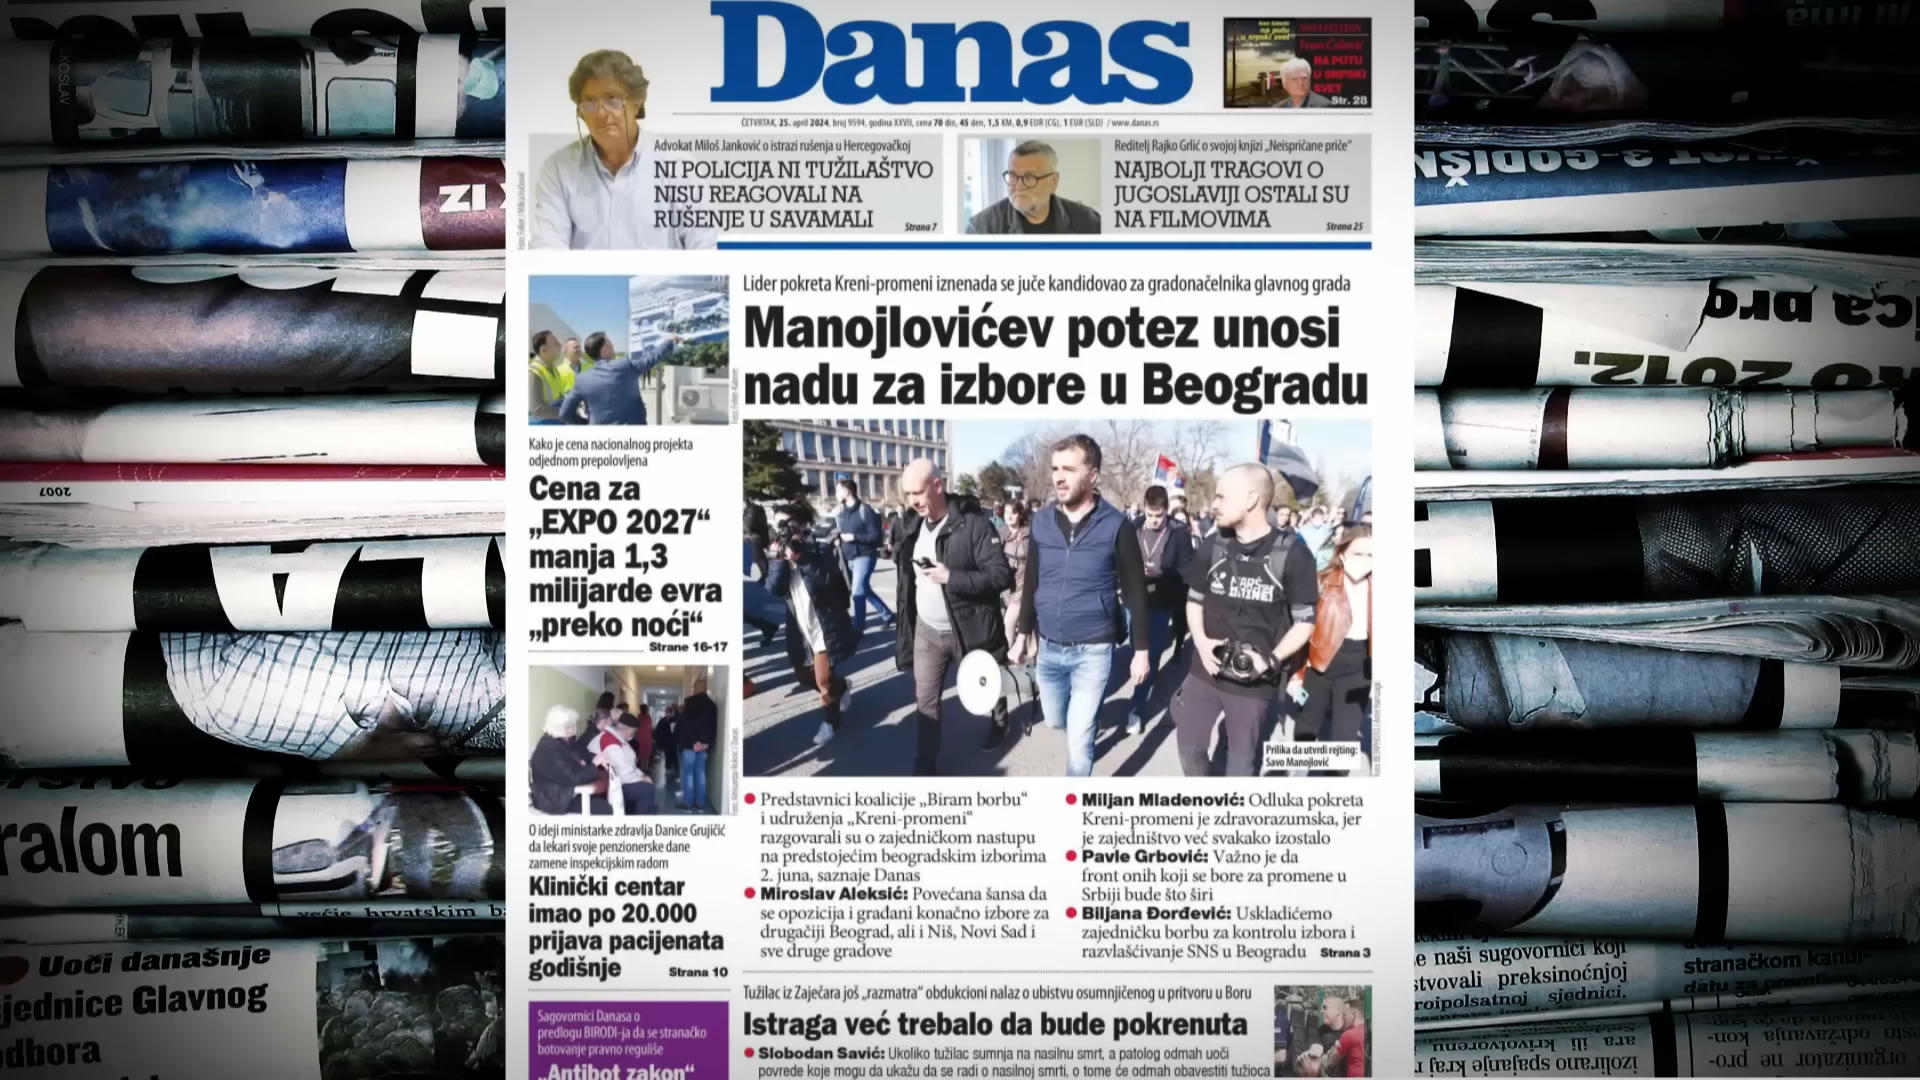 Danas
NA PUTU
U SRPSKI
SVET
Str. 28
ČETVRTAK, 25. april 2024, broj 9594, godina XXVII, cena 70 din, 45 den, 1,5 KM, 0,9 EUR (CG), 1 EUR (SLO) / www.danas.rs
Advokat Miloš Janković o istrazi rušenja u Hercegovačkoj
NI POLICIJA NI TUŽILAŠTVO
NISU REAGOVALI NA
RUŠENJE U SAVAMALI
Strana 7
Reditelj Rajko Grlić o svojoj knjizi „Neispričane priče“
NAJBOLJI TRAGOVI O
JUGOSLAVIJI OSTALI SU
NA FILMOVIMA
Strana 25
Lider pokreta Kreni-promeni iznenada se juče kandidovao za gradonačelnika glavnog grada
Manojlovićev potez unosi
nadu za izbore u Beogradu
Prilika da utvrdi rejting:
Savo Manojlović
Kako je cena nacionalnog projekta
odjednom prepolovljena
Cena za
„EXPO 2027“
manja 1,3
milijarde evra
„preko noći“
Strane 16-17
O ideji ministarke zdravlja Danice Grujičić
da lekari svoje penzionerske dane
zamene inspekcijskim radom
Klinički centar
imao po 20.000
prijava pacijenata
godišnje
Strana 10
Sagovornici Danasa o
predlogu BIRODI-ja da se stranačko
botovanje pravno reguliše
„Antibot zakon“
Predstavnici koalicije „Biram borbu“
i udruženja „Kreni-promeni“
razgovarali su o zajedničkom nastupu
na predstojećim beogradskim izborima
2. juna, saznaje Danas
Miroslav Aleksić: Povećana šansa da
se opozicija i građani konačno izbore za
drugačiji Beograd, ali i Niš, Novi Sad i
sve druge gradove
Miljan Mladenović: Odluka pokreta
Kreni-promeni je zdravorazumska, jer
je zajedništvo već svakako izostalo
Pavle Grbović: Važno je da
front onih koji se bore za promene u
Srbiji bude što širi
Biljana Đorđević: Uskladićemo
zajedničku borbu za kontrolu izbora i
razvlašćivanje SNS u Beogradu Strana 3
Tužilac iz Zaječara još „razmatra“ obdukcioni nalaz o ubistvu osumnjičenog u pritvoru u Boru
Istraga već trebalo da bude pokrenuta
Slobodan Savić: Ukoliko tužilac sumnja na nasilnu smrt, a patolog odmah uoči
povrede koje mogu da ukažu da se radi o nasilnoj smrti, o tome će odmah obavestiti tužioca
2007
ralom
Uoči današnje
sjednice Glavnog
odbora
RO 2012.
e naši sugovornici koji